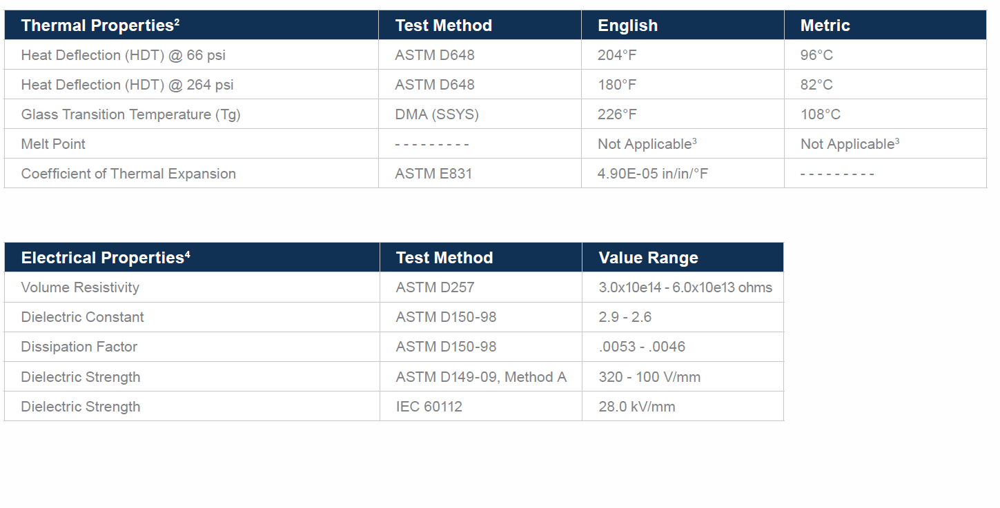 Thermal Properties² Test Method English Metric
Heat Deflection (HDT) @ 66 psi ASTM D648 204°F 96°C
Heat Deflection (HDT) @ 264 psi ASTM D648 180°F 82°C
Glass Transition Temperature (Tg) DMA (SSYS) 226°F 108°C
Melt Point - - - - - - - - - Not Applicable³ Not Applicable³
Coefficient of Thermal Expansion ASTM E831 4.90E-05 in/in/°F - - - - - - - - -
Electrical Properties⁴ Test Method Value Range
Volume Resistivity ASTM D257 3.0x10e14 - 6.0x10e13 ohms
Dielectric Constant ASTM D150-98 2.9 - 2.6
Dissipation Factor ASTM D150-98 .0053 - .0046
Dielectric Strength ASTM D149-09, Method A 320 - 100 V/mm
Dielectric Strength IEC 60112 28.0 kV/mm